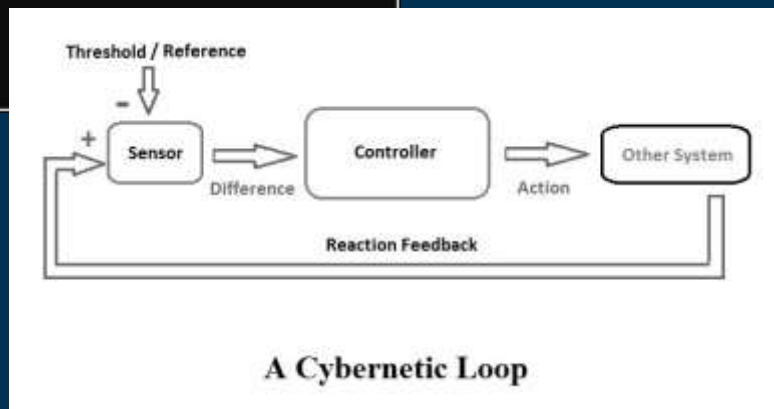 Threshold / Reference
-
+
Sensor
Difference
Controller
Action
Other System
Reaction Feedback
A Cybernetic Loop